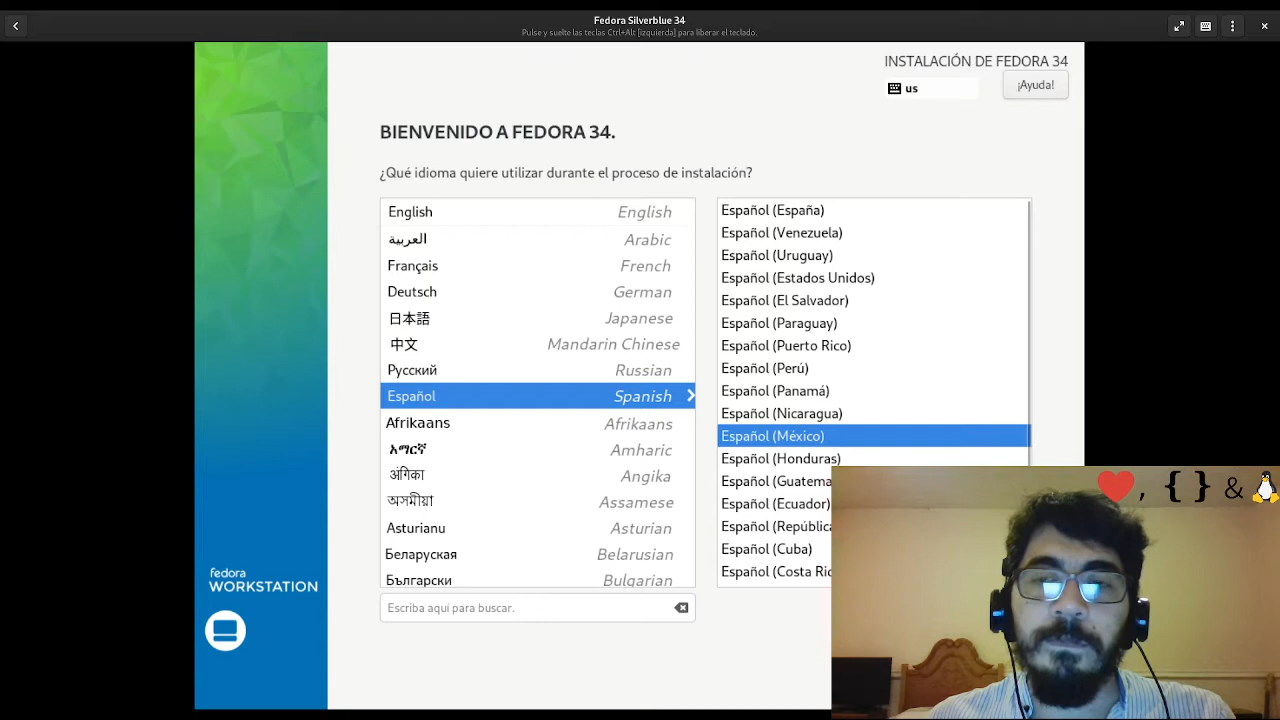 Fedora Silverblue 34
Pulse y suelte las teclas Ctrl+Alt [izquierda] para liberar el teclado.
INSTALACIÓN DE FEDORA 34
us
¡Ayuda!
BIENVENIDO A FEDORA 34.
¿Qué idioma quiere utilizar durante el proceso de instalación?
English English
العربية Arabic
Français French
Deutsch German
日本語 Japanese
中文 Mandarin Chinese
Русский Russian
Español Spanish
Afrikaans Afrikaans
አማርኛ Amharic
अंगिका Angika
অসমীয়া Assamese
Asturianu Asturian
Беларуская Belarusian
Български Bulgarian
Escriba aquí para buscar.
Español (España)
Español (Venezuela)
Español (Uruguay)
Español (Estados Unidos)
Español (El Salvador)
Español (Paraguay)
Español (Puerto Rico)
Español (Perú)
Español (Panamá)
Español (Nicaragua)
Español (México)
Español (Honduras)
Español (Guatema
Español (Ecuador)
Español (República
Español (Cuba)
Español (Costa Ric
fedora
WORKSTATION
, { } &